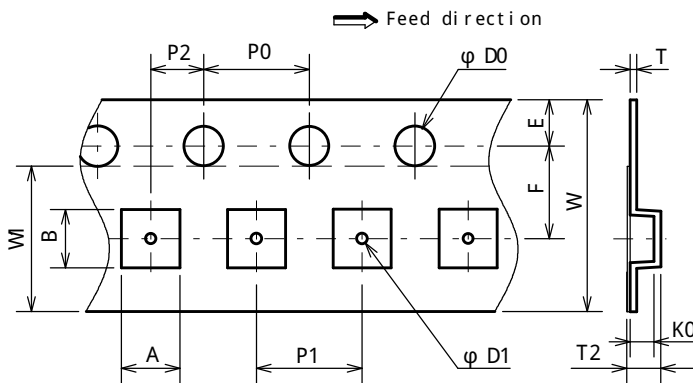 Feed direction
P2
P0
φ D0
T
E
F
W
W1
B
A
P1
φ D1
T2
K0